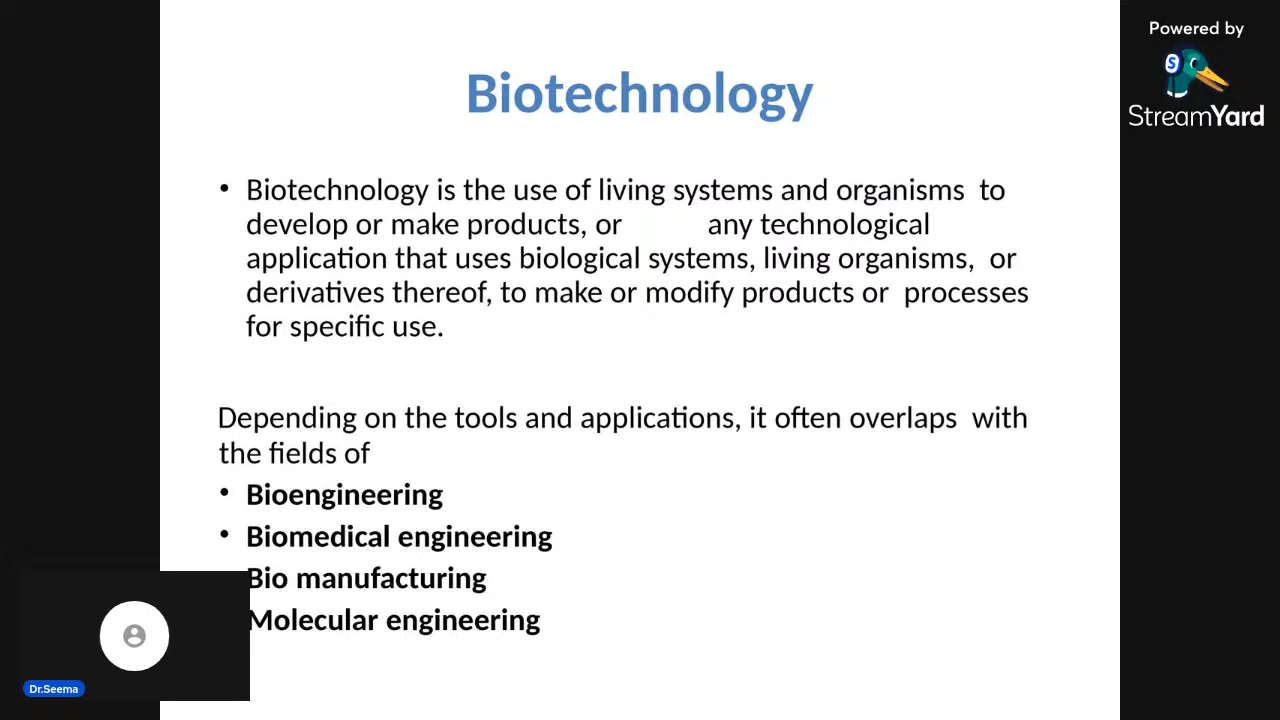 Powered by
StreamYard
Biotechnology
• Biotechnology is the use of living systems and organisms  to
develop or make products, or          any technological
application that uses biological systems, living organisms,  or
derivatives thereof, to make or modify products or  processes
for specific use.
Depending on the tools and applications, it often overlaps  with
the fields of
• Bioengineering
• Biomedical engineering
Bio manufacturing
Molecular engineering
Dr.Seema